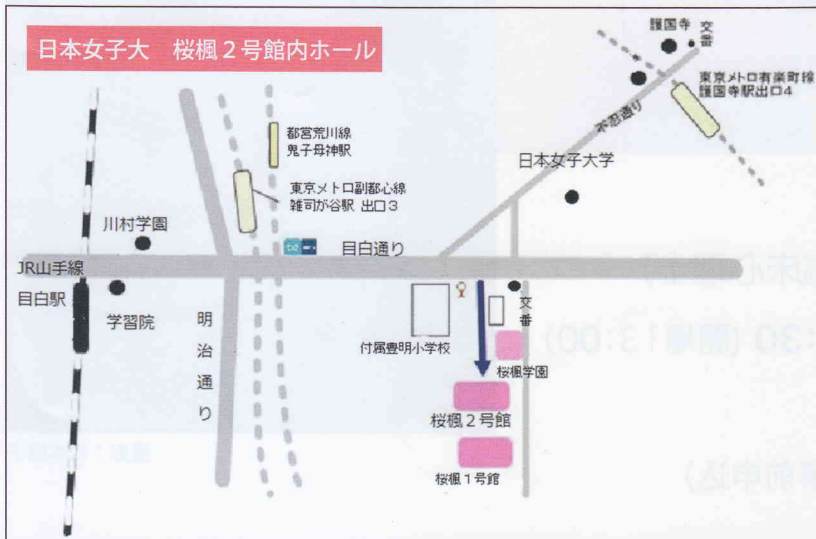 日本女子大　桜楓２号館内ホール
護国寺
交番
東京メトロ有楽町線
護国寺駅出口4
不忍通り
都営荒川線
鬼子母神駅
日本女子大学
東京メトロ副都心線
雑司が谷駅 出口３
川村学園
目白通り
JR山手線
目白駅
学習院
明治通り
付属豊明小学校
交番
桜楓学園
桜楓２号館
桜楓１号館